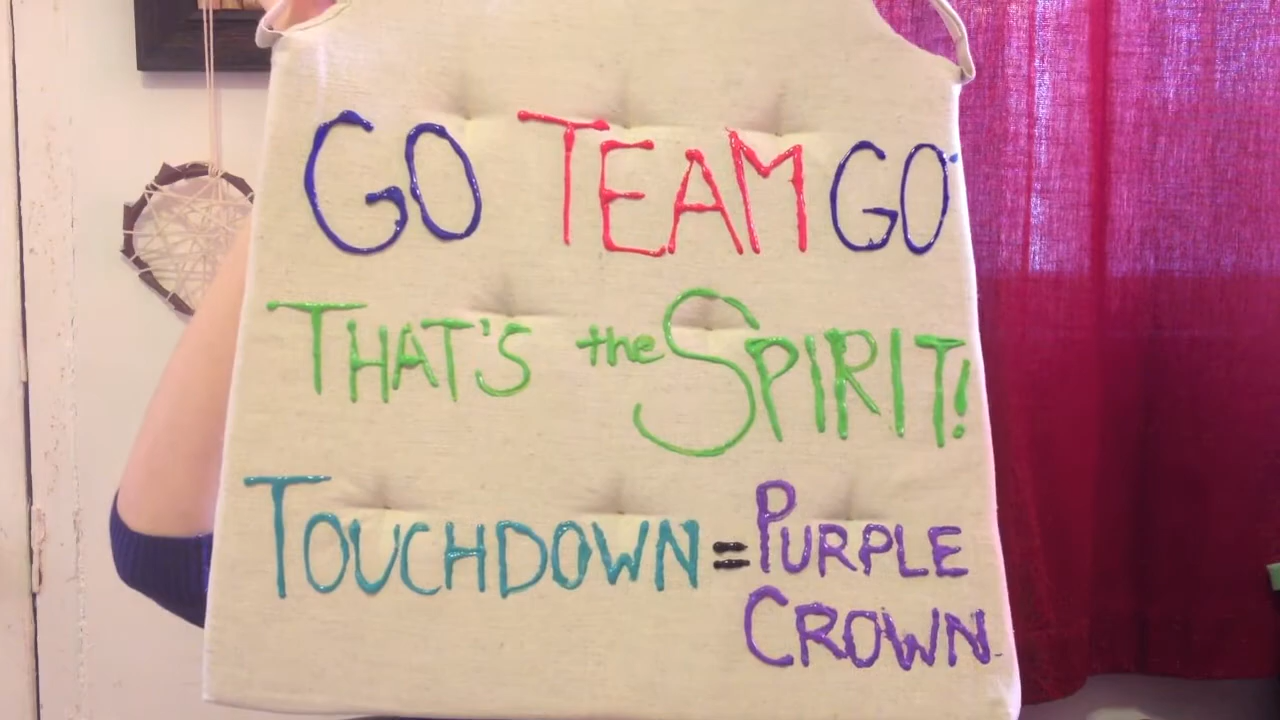 GO TEAM GO
THAT'S the SPIRIT!
TOUCHDOWN = PURPLE
CROWN